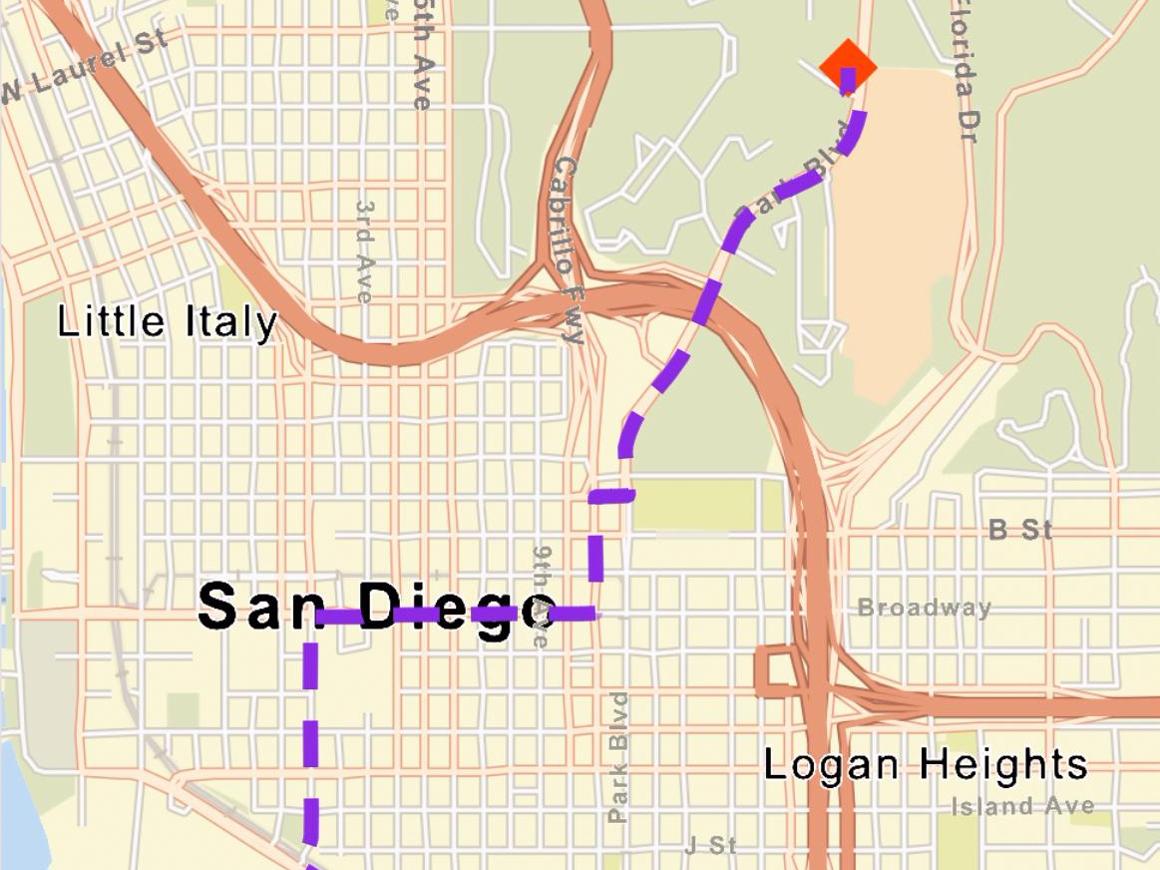 W Laurel St
5th Ave
ve
Florida Dr
Park Blvd
Cabrillo Fwy
3rd Ave
Little Italy
B St
9th Ave
San Diego
Broadway
Park Blvd
Logan Heights
Island Ave
J St